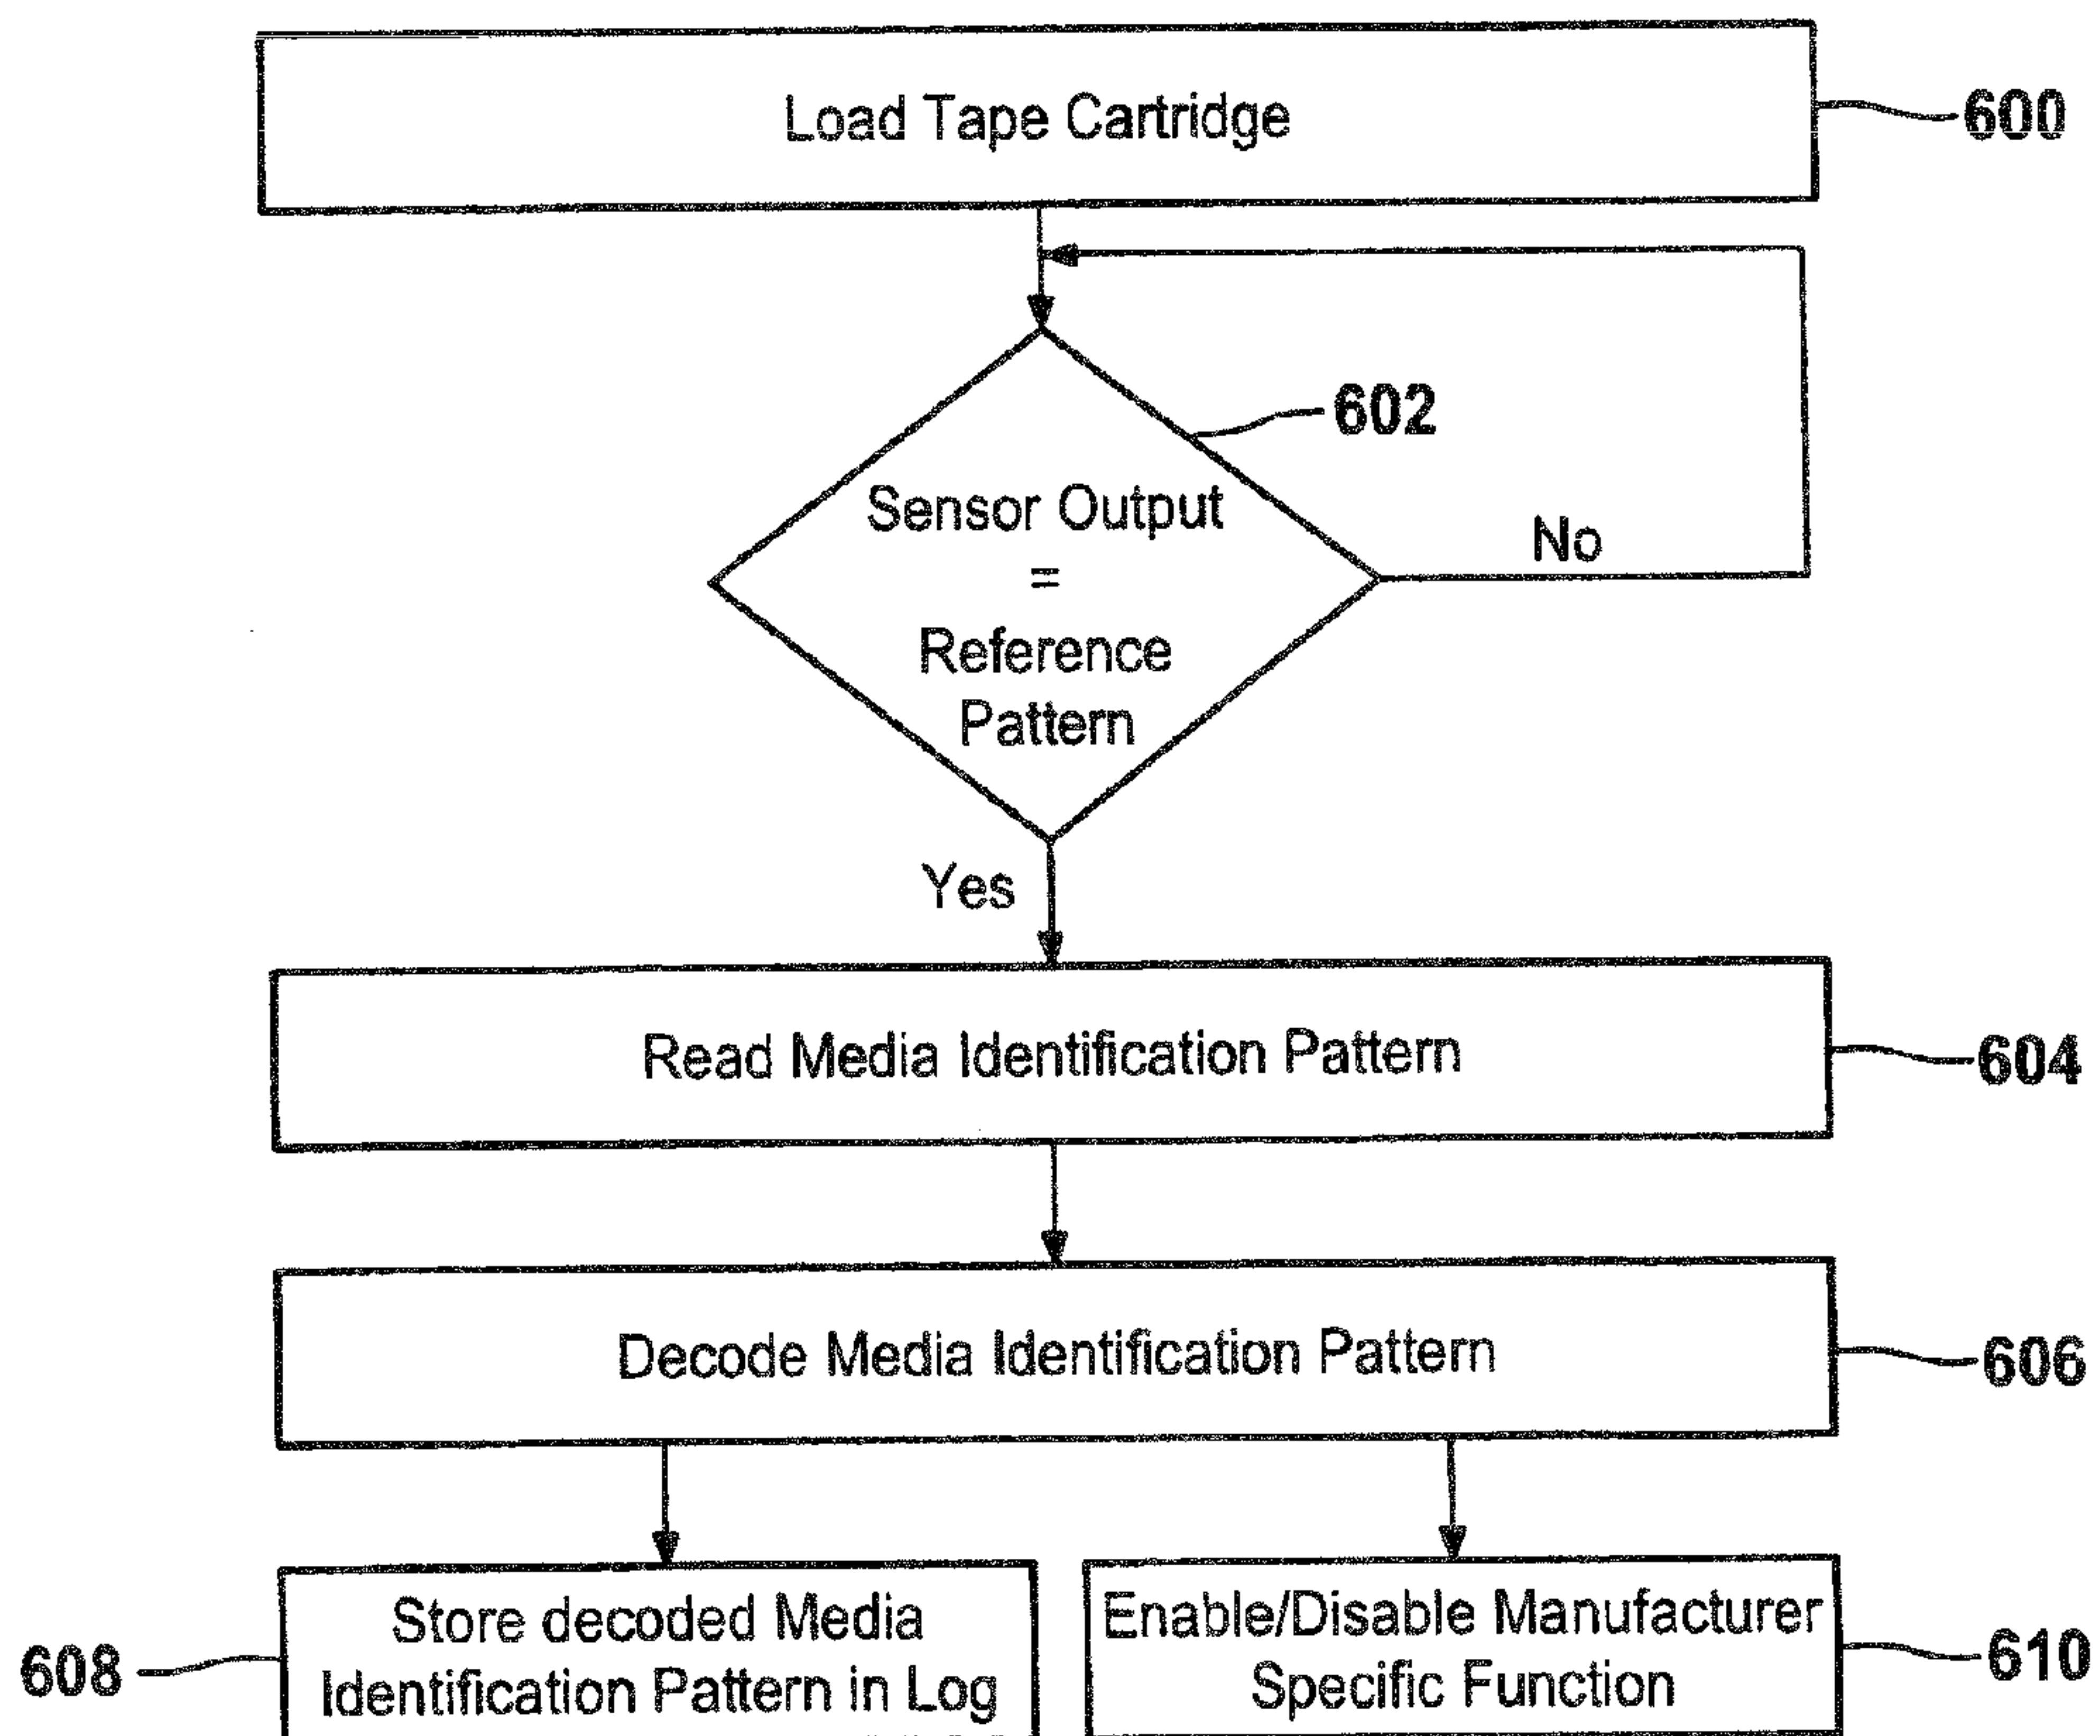 Load Tape Cartridge
600
602
Sensor Output
=
Reference
Pattern
No
Yes
Read Media Identification Pattern
604
Decode Media Identification Pattern
606
608
Store decoded Media
Identification Pattern in Log
Enable/Disable Manufacturer
Specific Function
610